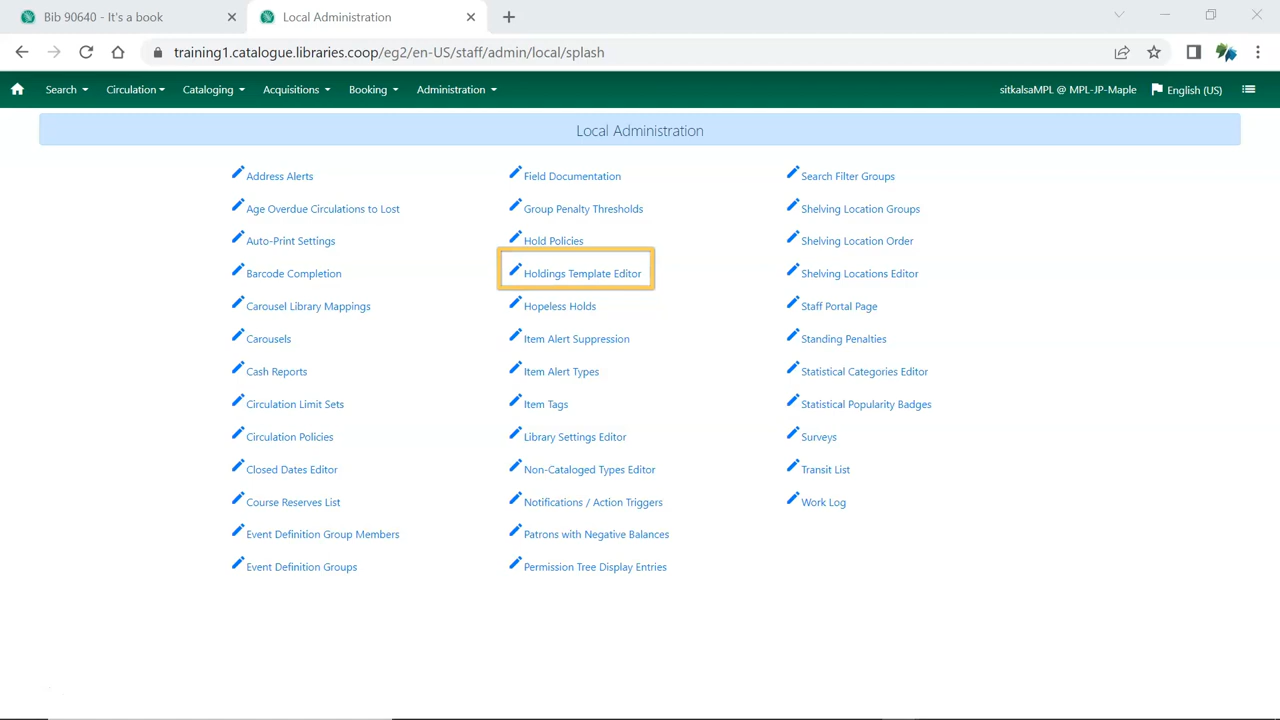 Bib 90640 - It's a book
Local Administration
training1.catalogue.libraries.coop/eg2/en-US/staff/admin/local/splash
Search Circulation Cataloging Acquisitions Booking Administration sitkalsaMPL @ MPL-JP-Maple English (US)
Local Administration
Address Alerts
Age Overdue Circulations to Lost
Auto-Print Settings
Barcode Completion
Carousel Library Mappings
Carousels
Cash Reports
Circulation Limit Sets
Circulation Policies
Closed Dates Editor
Course Reserves List
Event Definition Group Members
Event Definition Groups
Field Documentation
Group Penalty Thresholds
Hold Policies
Holdings Template Editor
Hopeless Holds
Item Alert Suppression
Item Alert Types
Item Tags
Library Settings Editor
Non-Cataloged Types Editor
Notifications / Action Triggers
Patrons with Negative Balances
Permission Tree Display Entries
Search Filter Groups
Shelving Location Groups
Shelving Location Order
Shelving Locations Editor
Staff Portal Page
Standing Penalties
Statistical Categories Editor
Statistical Popularity Badges
Surveys
Transit List
Work Log